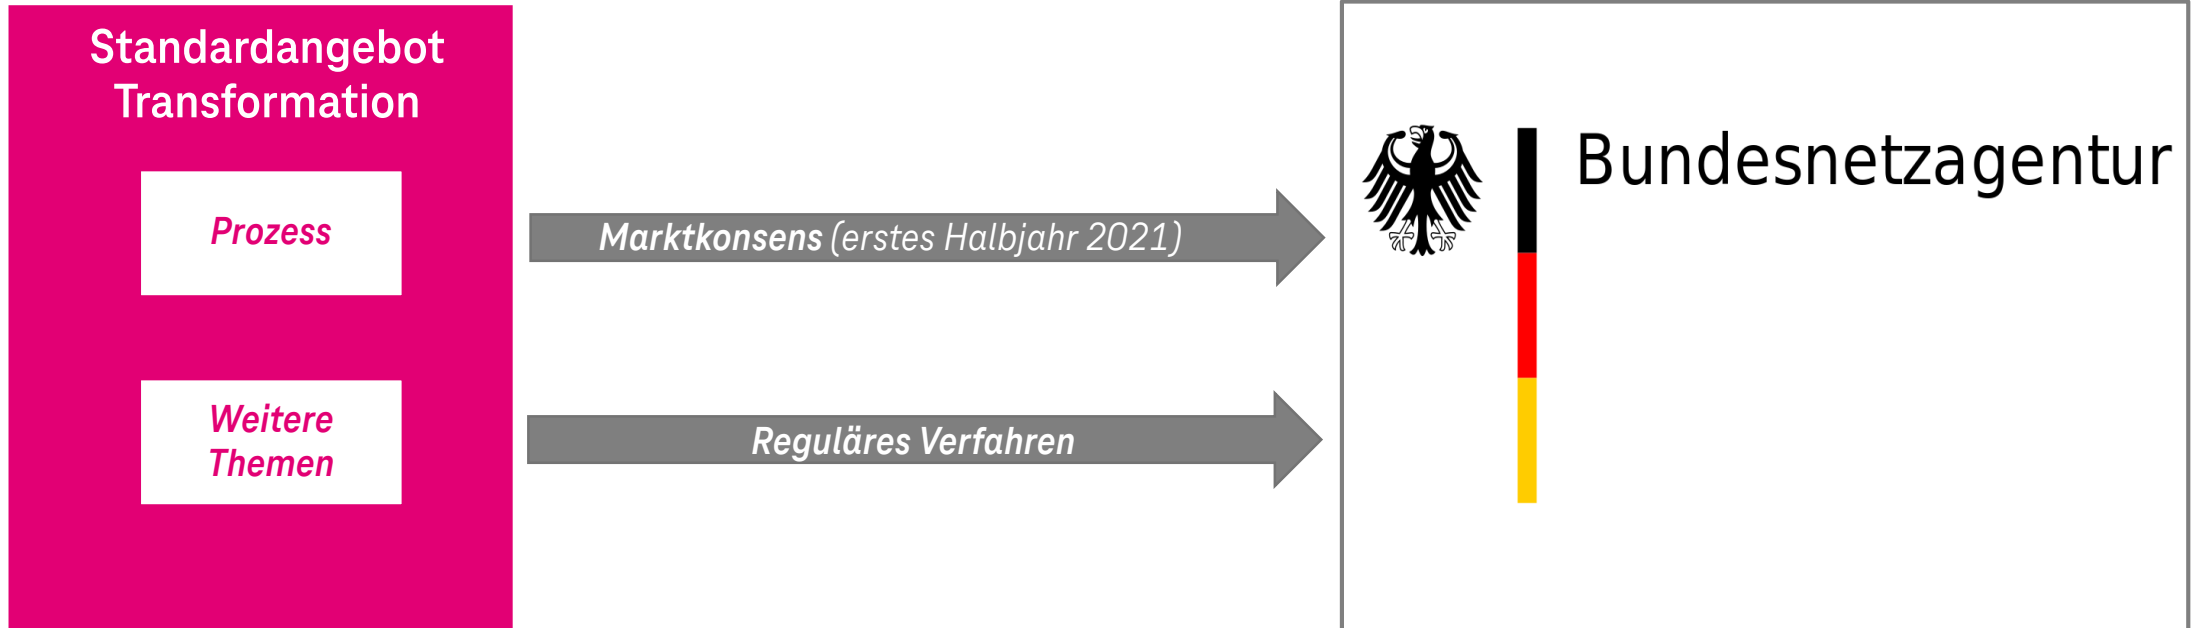 Standardangebot
Transformation
Prozess
Marktkonsens (erstes Halbjahr 2021)
Weitere
Themen
Reguläres Verfahren
Bundesnetzagentur